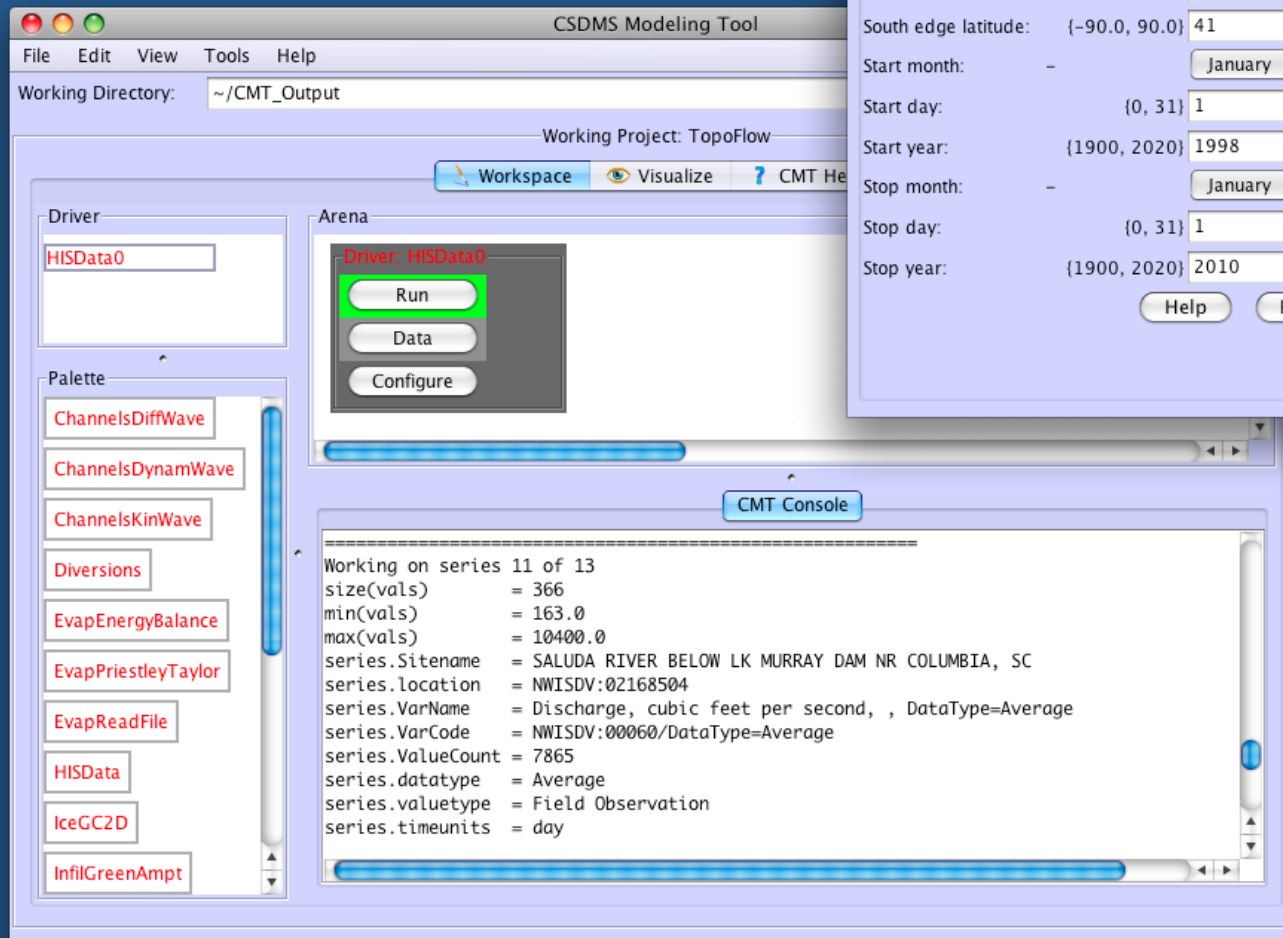 CSDMS Modeling Tool
File Edit View Tools Help
Working Directory: ~/CMT_Output
Working Project: TopoFlow
Workspace Visualize ? CMT He
Driver
HISData0
Arena
Driver: HISData0
Run
Data
Configure
Palette
ChannelsDiffWave
ChannelsDynamWave
ChannelsKinWave
Diversions
EvapEnergyBalance
EvapPriestleyTaylor
EvapReadFile
HISData
IceGC2D
InfilGreenAmpt
South edge latitude: {-90.0, 90.0} 41
Start month: - January
Start day: {0, 31} 1
Start year: {1900, 2020} 1998
Stop month: - January
Stop day: {0, 31} 1
Stop year: {1900, 2020} 2010
Help
CMT Console
=========================================================
Working on series 11 of 13
size(vals) = 366
min(vals) = 163.0
max(vals) = 10400.0
series.Sitename = SALUDA RIVER BELOW LK MURRAY DAM NR COLUMBIA, SC
series.location = NWISDV:02168504
series.VarName = Discharge, cubic feet per second, , DataType=Average
series.VarCode = NWISDV:00060/DataType=Average
series.ValueCount = 7865
series.datatype = Average
series.valuetype = Field Observation
series.timeunits = day